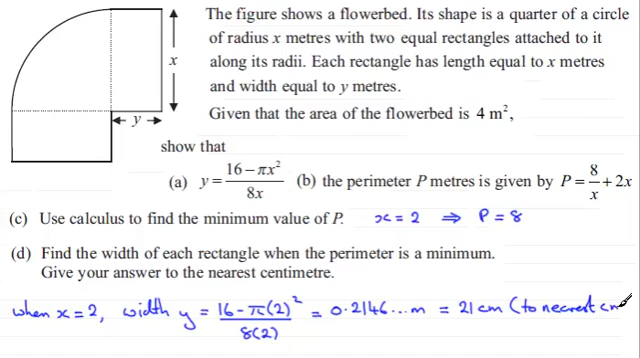 The figure shows a flowerbed. Its shape is a quarter of a circle
of radius x metres with two equal rectangles attached to it
along its radii. Each rectangle has length equal to x metres
and width equal to y metres.
Given that the area of the flowerbed is 4 m²,
x
y
show that
(a) y = (16 − πx²)/(8x) (b) the perimeter P metres is given by P = 8/x + 2x
(c) Use calculus to find the minimum value of P. x = 2 ⇒ P = 8
(d) Find the width of each rectangle when the perimeter is a minimum.
Give your answer to the nearest centimetre.
when x = 2, width y = (16 − π(2)²)/(8(2)) = 0.2146... m = 21 cm (to nearest cm